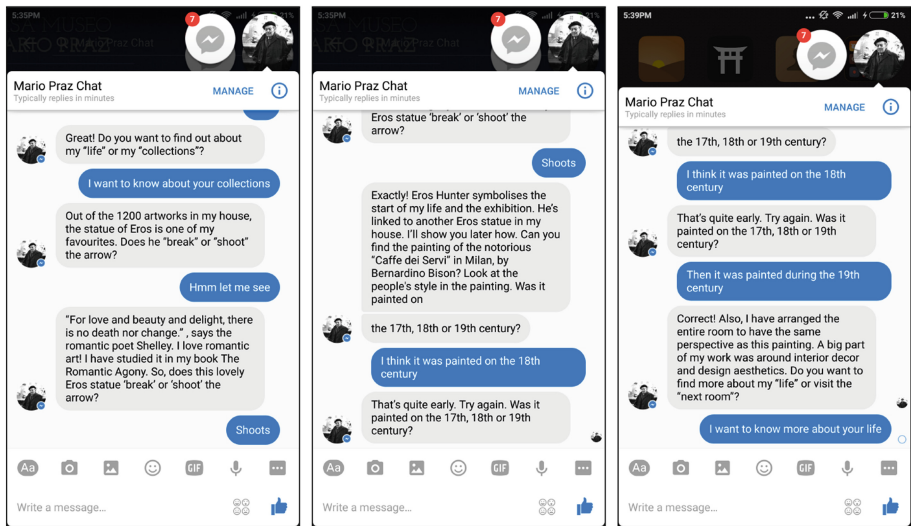 5:35PM
21%
7
Mario Praz Chat
Typically replies in minutes
MANAGE
Great! Do you want to find out about
my “life” or my “collections”?
I want to know about your collections
Out of the 1200 artworks in my house,
the statue of Eros is one of my
favourites. Does he “break” or “shoot”
the arrow?
Hmm let me see
“For love and beauty and delight, there
is no death nor change.” , says the
romantic poet Shelley. I love romantic
art! I have studied it in my book The
Romantic Agony. So, does this lovely
Eros statue ‘break’ or ‘shoot’ the
arrow?
Shoots
Aa
GIF
Write a message...
5:35PM
21%
7
Mario Praz Chat
Typically replies in minutes
MANAGE
Eros statue ‘break’ or ‘shoot’ the
arrow?
Shoots
Exactly! Eros Hunter symbolises the
start of my life and the exhibition. He’s
linked to another Eros statue in my
house. I’ll show you later how. Can you
find the painting of the notorious
“Caffe dei Servi” in Milan, by
Bernardino Bison? Look at the
people's style in the painting. Was it
painted on
the 17th, 18th or 19th century?
I think it was painted on the 18th
century
That’s quite early. Try again. Was it
painted on the 17th, 18th or 19th
century?
Aa
GIF
Write a message...
5:39PM
21%
7
Mario Praz Chat
Typically replies in minutes
MANAGE
the 17th, 18th or 19th century?
I think it was painted on the 18th
century
That’s quite early. Try again. Was it
painted on the 17th, 18th or 19th
century?
Then it was painted during the 19th
century
Correct! Also, I have arranged the
entire room to have the same
perspective as this painting. A big part
of my work was around interior decor
and design aesthetics. Do you want to
find more about my “life” or visit the
“next room”?
I want to know more about your life
Aa
GIF
Write a message...